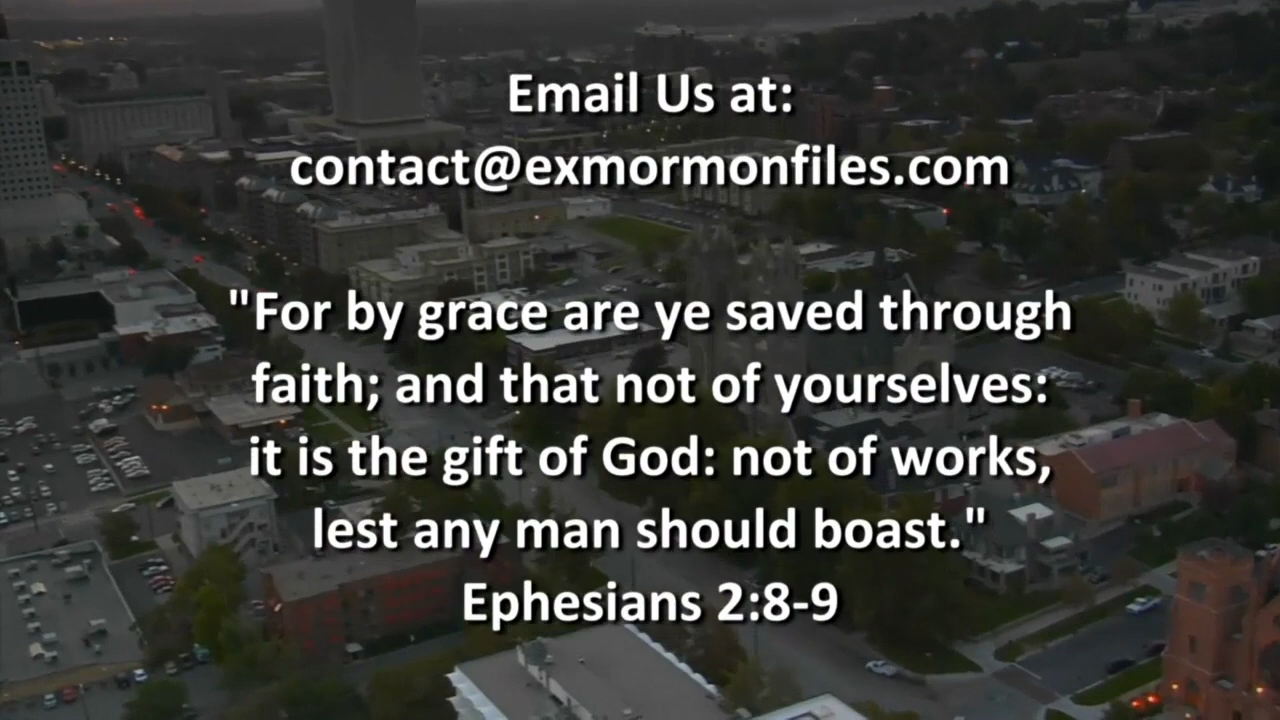 Email Us at:
contact@exmormonfiles.com
"For by grace are ye saved through
faith; and that not of yourselves:
it is the gift of God: not of works,
lest any man should boast."
Ephesians 2:8-9